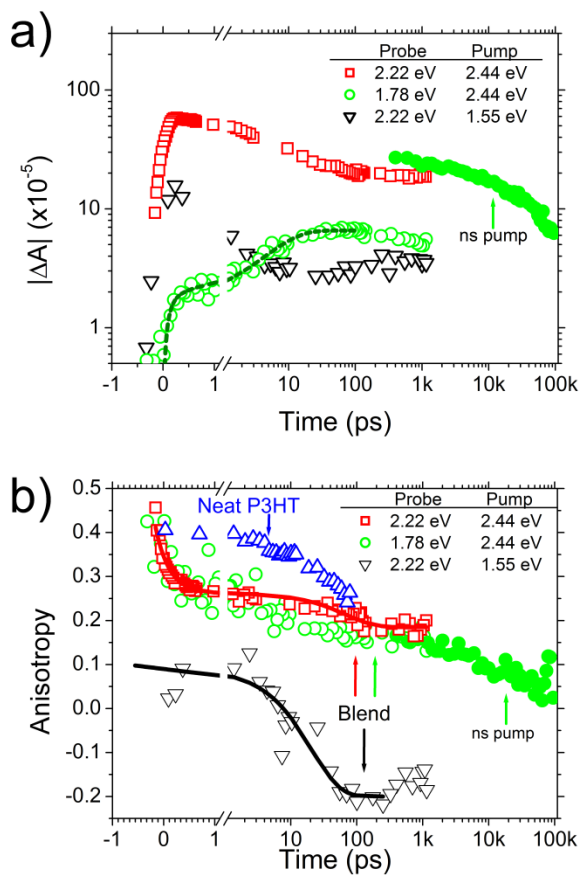 a)
Probe Pump
2.22 eV 2.44 eV
1.78 eV 2.44 eV
2.22 eV 1.55 eV
100
10
1
|ΔA| (x10⁻⁵)
ns pump
-1 0 1 10 100 1k 10k 100k
Time (ps)
b)
Neat P3HT
Probe Pump
2.22 eV 2.44 eV
1.78 eV 2.44 eV
2.22 eV 1.55 eV
0.5
0.4
0.3
0.2
0.1
0.0
-0.1
-0.2
Anisotropy
Blend
ns pump
-1 0 1 10 100 1k 10k 100k
Time (ps)